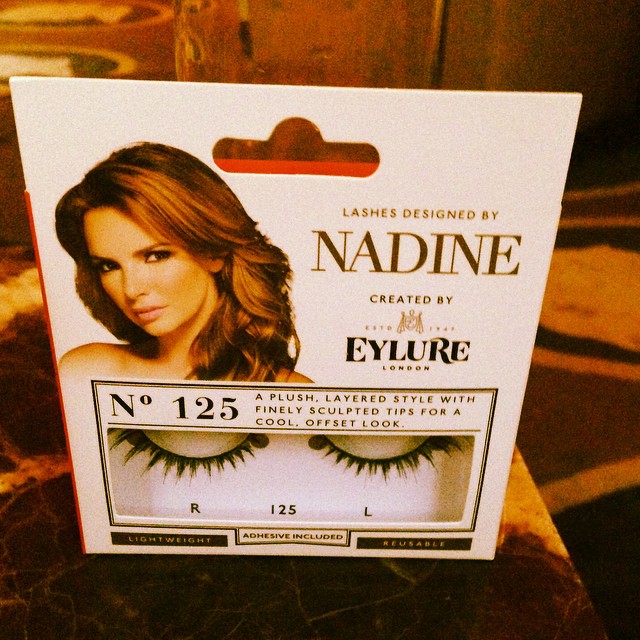 LASHES DESIGNED BY
NADINE
CREATED BY
ESTD 1947
EYLURE
LONDON
Nº 125
A PLUSH, LAYERED STYLE WITH
FINELY SCULPTED TIPS FOR A
COOL, OFFSET LOOK.
R 125 L
LIGHTWEIGHT ADHESIVE INCLUDED REUSABLE